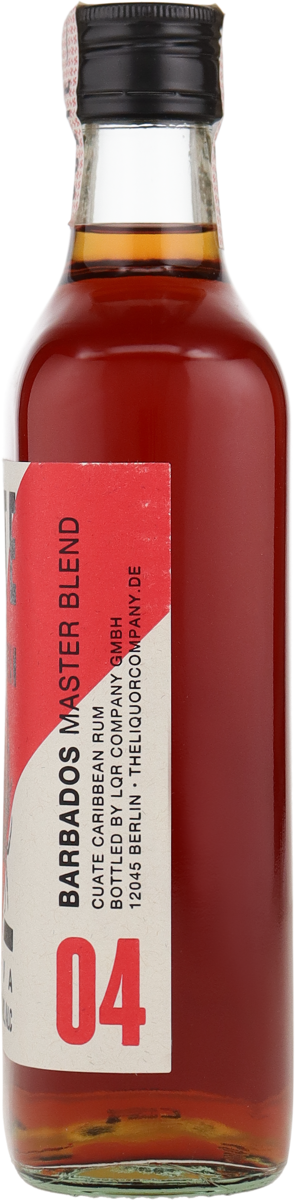 BARBADOS MASTER BLEND
CUATE CARIBBEAN RUM
BOTTLED BY LQR COMPANY GMBH
12045 BERLIN · THELIQUORCOMPANY.DE
04